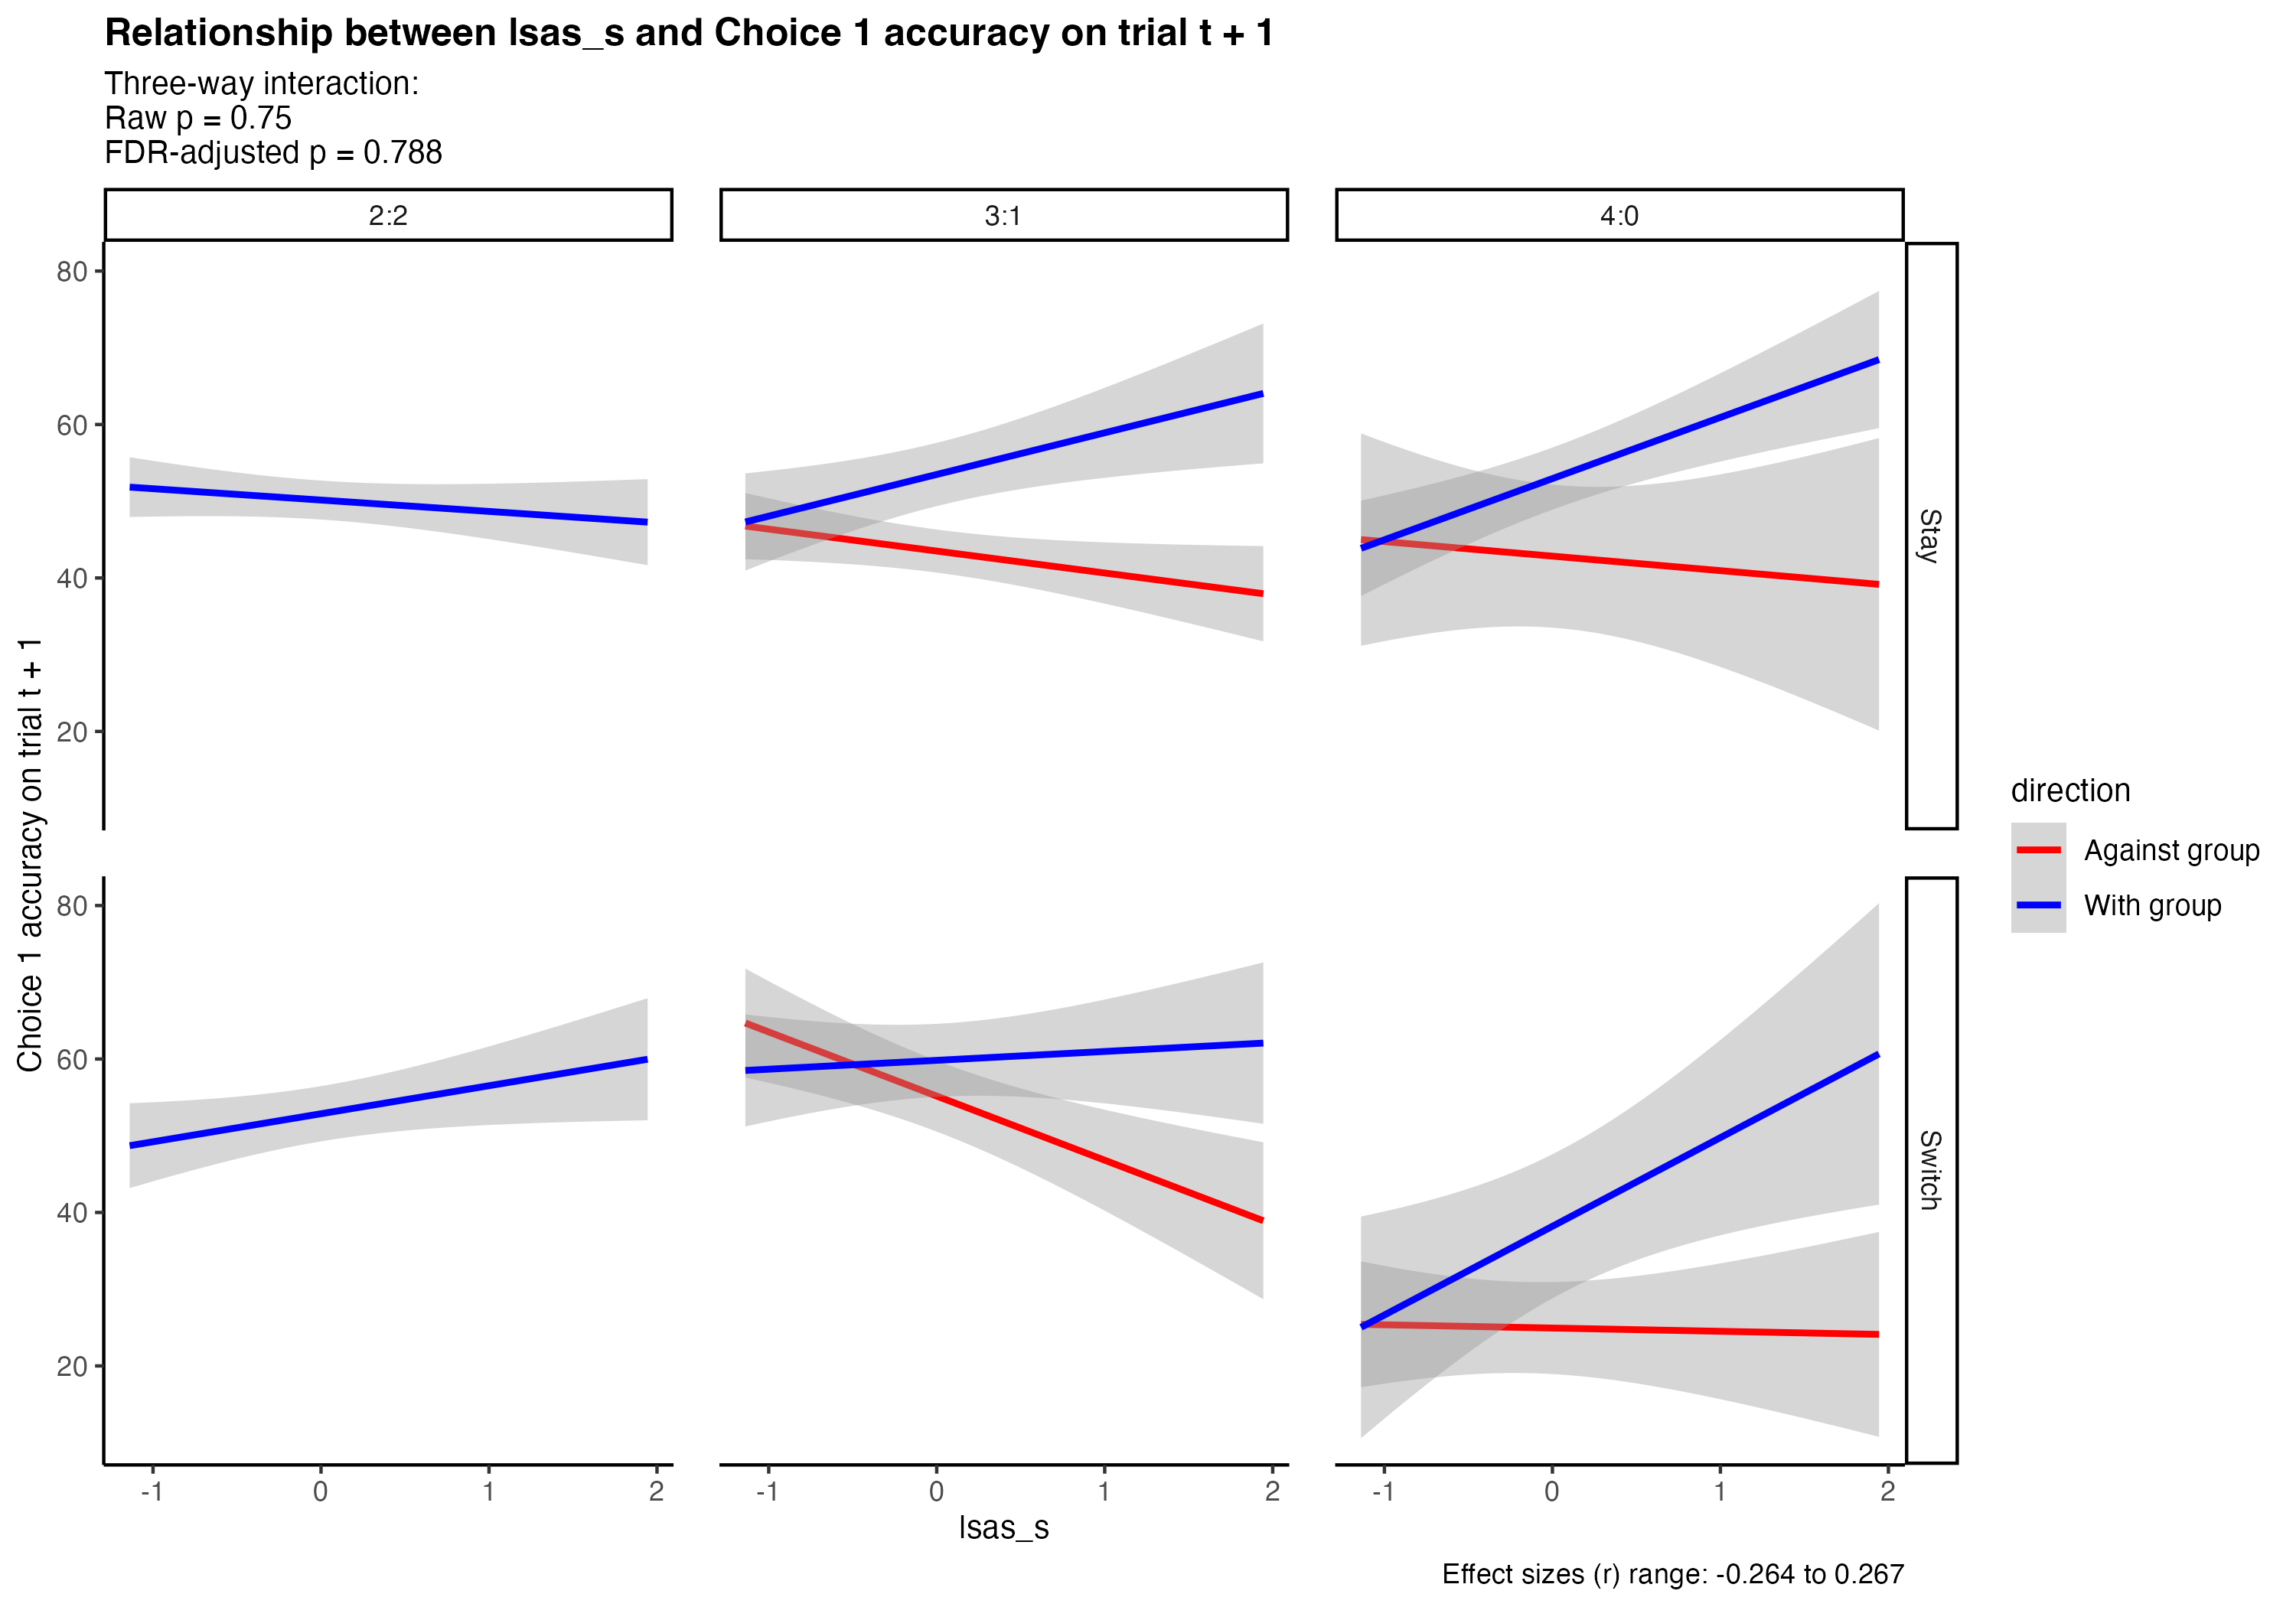 Relationship between lsas_s and Choice 1 accuracy on trial t + 1
Three-way interaction:
Raw p = 0.75
FDR-adjusted p = 0.788
2:2
3:1
4:0
80
60
40
20
Stay
80
60
40
20
Switch
Choice 1 accuracy on trial t + 1
-1
0
1
2
-1
0
1
2
-1
0
1
2
lsas_s
direction
Against group
With group
Effect sizes (r) range: -0.264 to 0.267